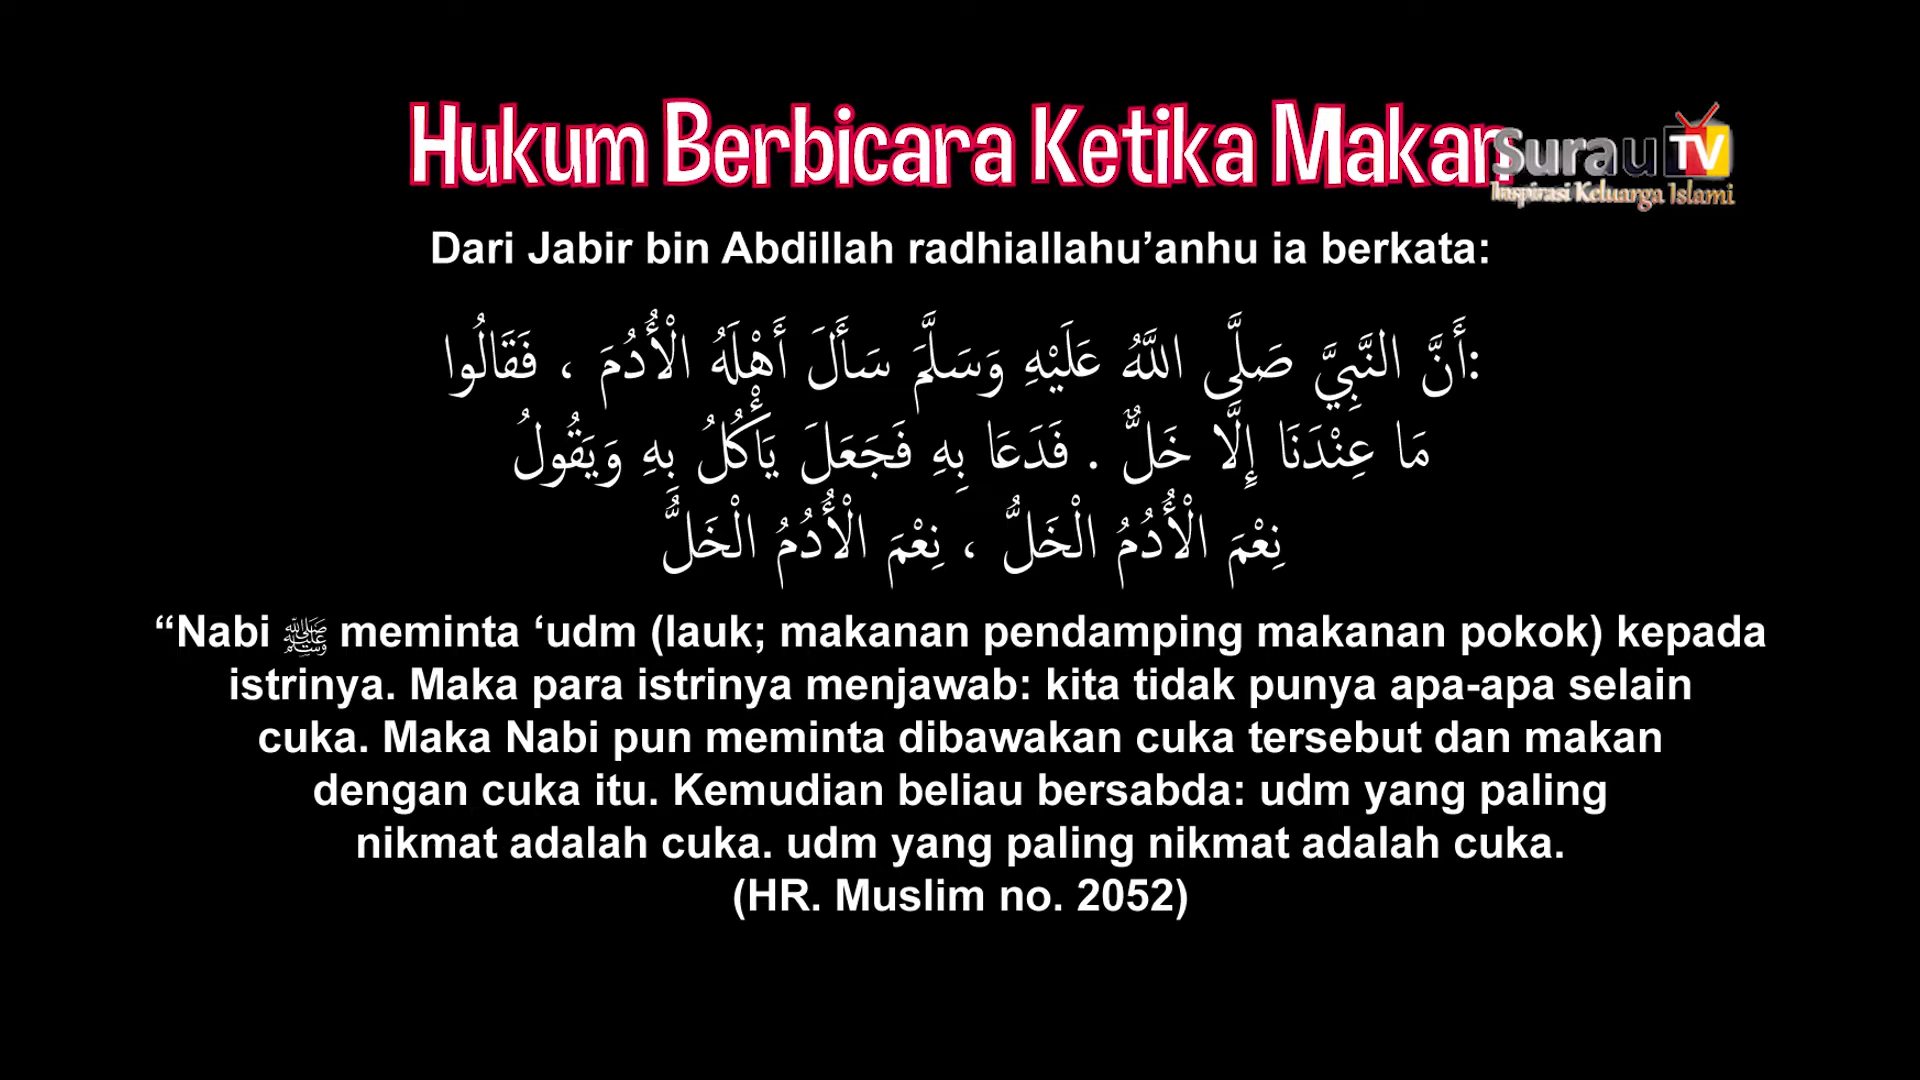 Hukum Berbicara Ketika Makan
Surau TV
Inspirasi Keluarga Islami
Dari Jabir bin Abdillah radhiallahu’anhu ia berkata:
:أَنَّ النَّبِيَّ صَلَّى اللَّهُ عَلَيْهِ وَسَلَّمَ سَأَلَ أَهْلَهُ الْأُدُمَ ، فَقَالُوا
مَا عِنْدَنَا إِلَّا خَلٌّ . فَدَعَا بِهِ فَجَعَلَ يَأْكُلُ بِهِ وَيَقُولُ
نِعْمَ الْأُدُمُ الْخَلُّ ، نِعْمَ الْأُدُمُ الْخَلُّ
“Nabi ﷺ meminta ‘udm (lauk; makanan pendamping makanan pokok) kepada
istrinya. Maka para istrinya menjawab: kita tidak punya apa-apa selain
cuka. Maka Nabi pun meminta dibawakan cuka tersebut dan makan
dengan cuka itu. Kemudian beliau bersabda: udm yang paling
nikmat adalah cuka. udm yang paling nikmat adalah cuka.
(HR. Muslim no. 2052)